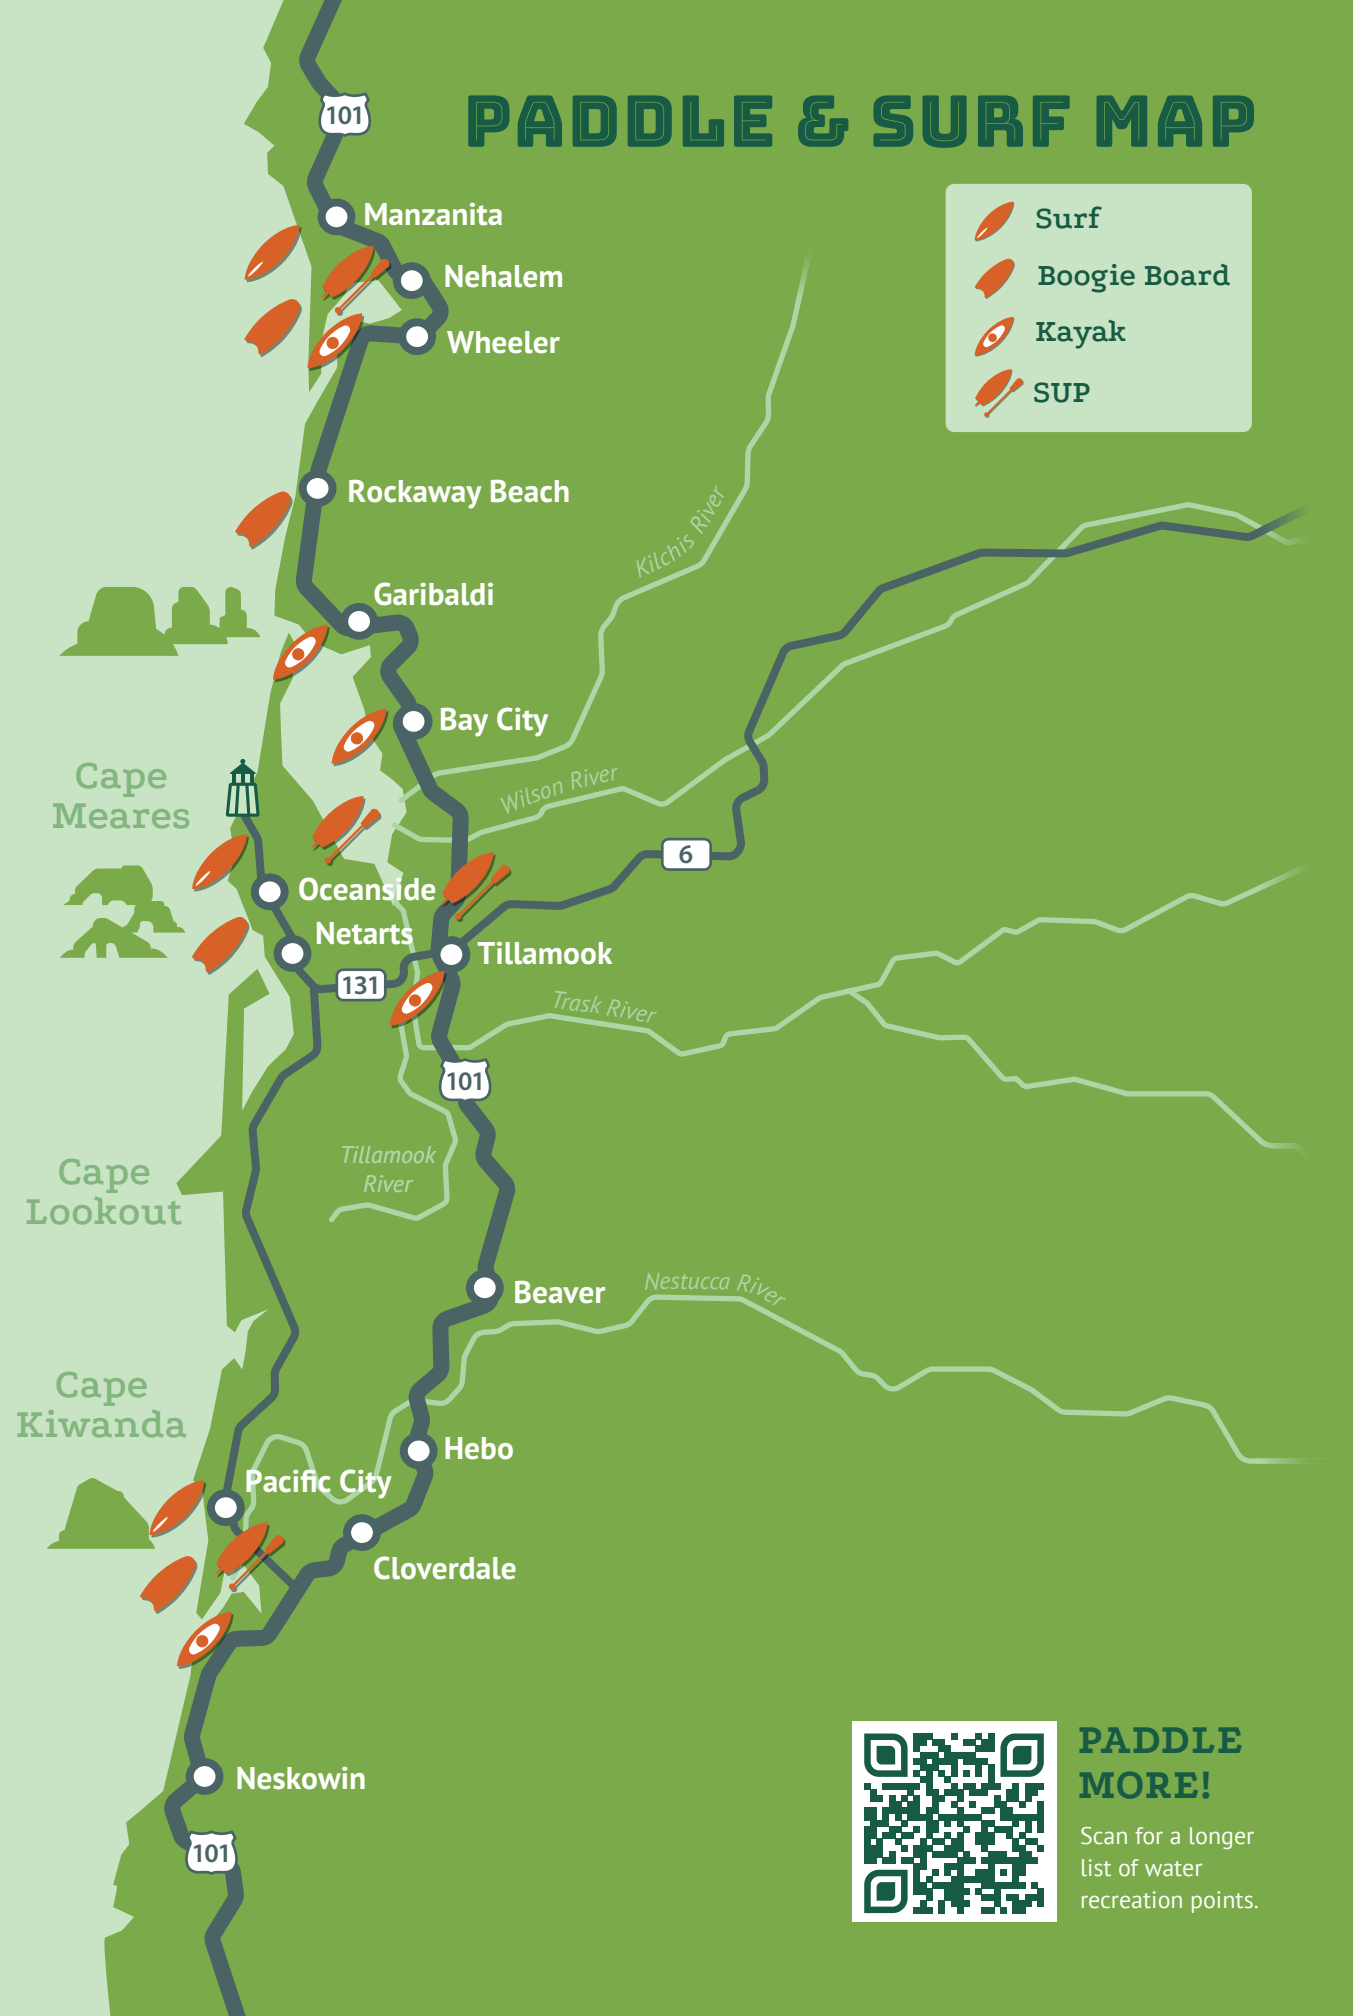 101
PADDLE & SURF MAP
Surf
Boogie Board
Kayak
SUP
Manzanita
Nehalem
Wheeler
Rockaway Beach
Kilchis River
Garibaldi
Bay City
Cape
Meares
Wilson River
6
Oceanside
Netarts
Tillamook
131
Trask River
101
Tillamook
River
Cape
Lookout
Beaver
Nestucca River
Cape
Kiwanda
Hebo
Pacific City
Cloverdale
Neskowin
101
PADDLE
MORE!
Scan for a longer
list of water
recreation points.